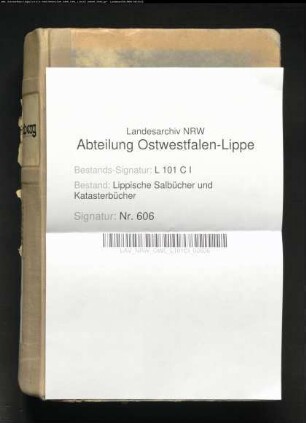 Landesarchiv NRW
Abteilung Ostwestfalen-Lippe
Bestands-Signatur: L 101 C I
Bestand: Lippische Salbücher und
Katasterbücher
Signatur: Nr. 606